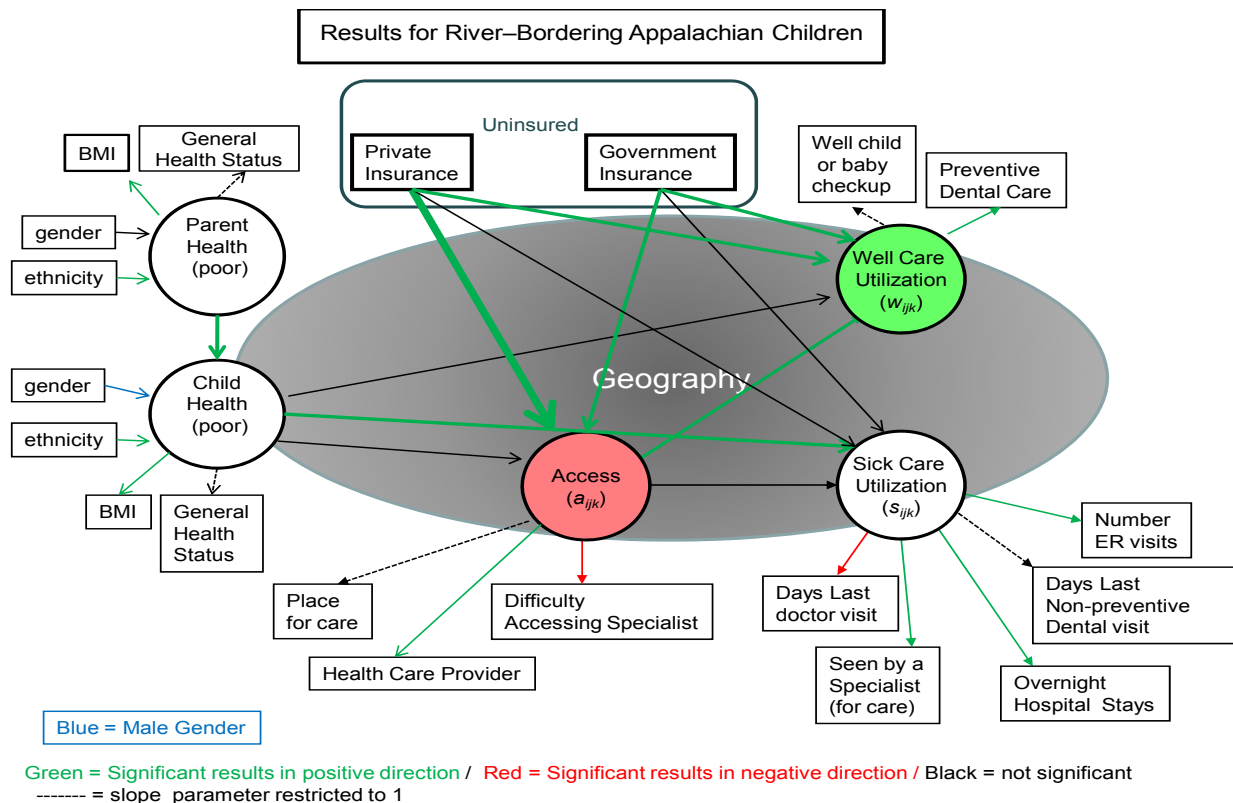 Results for River–Bordering Appalachian Children
Uninsured
Private
Insurance
Government
Insurance
BMI
General
Health Status
Well child
or baby
checkup
Preventive
Dental Care
gender
ethnicity
Parent
Health
(poor)
Well Care
Utilization
(wijk)
Geography
gender
ethnicity
Child
Health
(poor)
BMI
General
Health
Status
Access
(aijk)
Sick Care
Utilization
(sijk)
Number
ER visits
Place
for care
Difficulty
Accessing Specialist
Days Last
doctor visit
Days Last
Non-preventive
Dental visit
Health Care Provider
Seen by a
Specialist
(for care)
Overnight
Hospital Stays
Blue = Male Gender
Green = Significant results in positive direction / Red = Significant results in negative direction / Black = not significant
------- = slope parameter restricted to 1